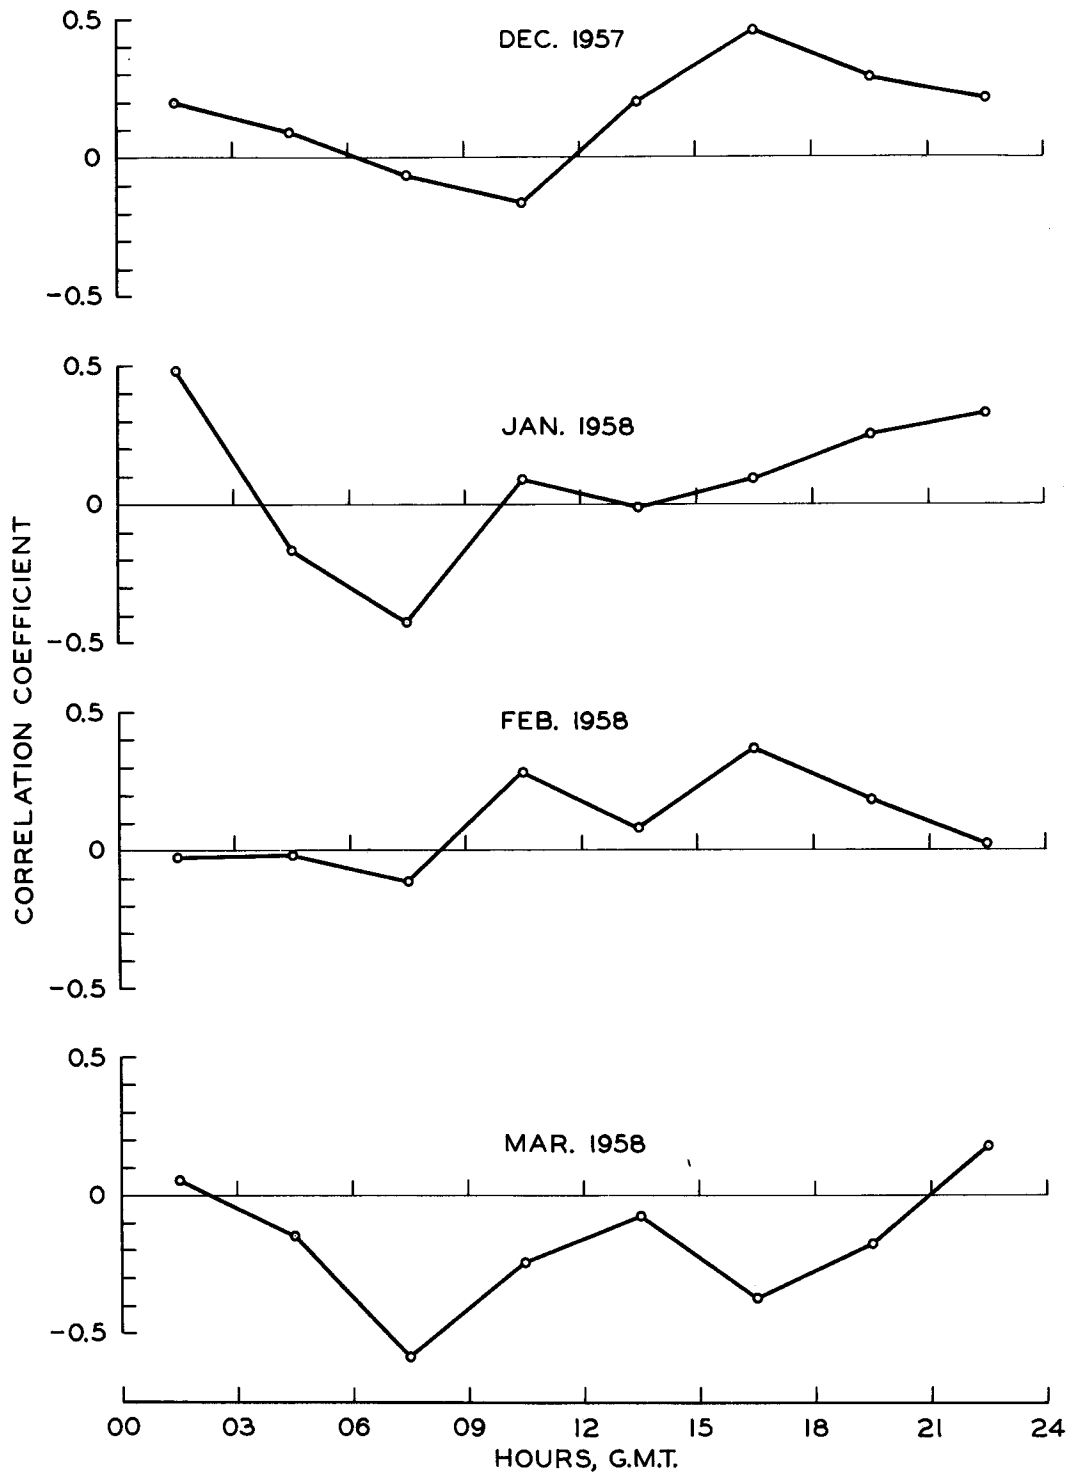 0.5
DEC. 1957
0
-0.5
0.5
JAN. 1958
0
-0.5
CORRELATION COEFFICIENT
0.5
FEB. 1958
0
-0.5
0.5
MAR. 1958
0
-0.5
00 03 06 09 12 15 18 21 24
HOURS, G.M.T.